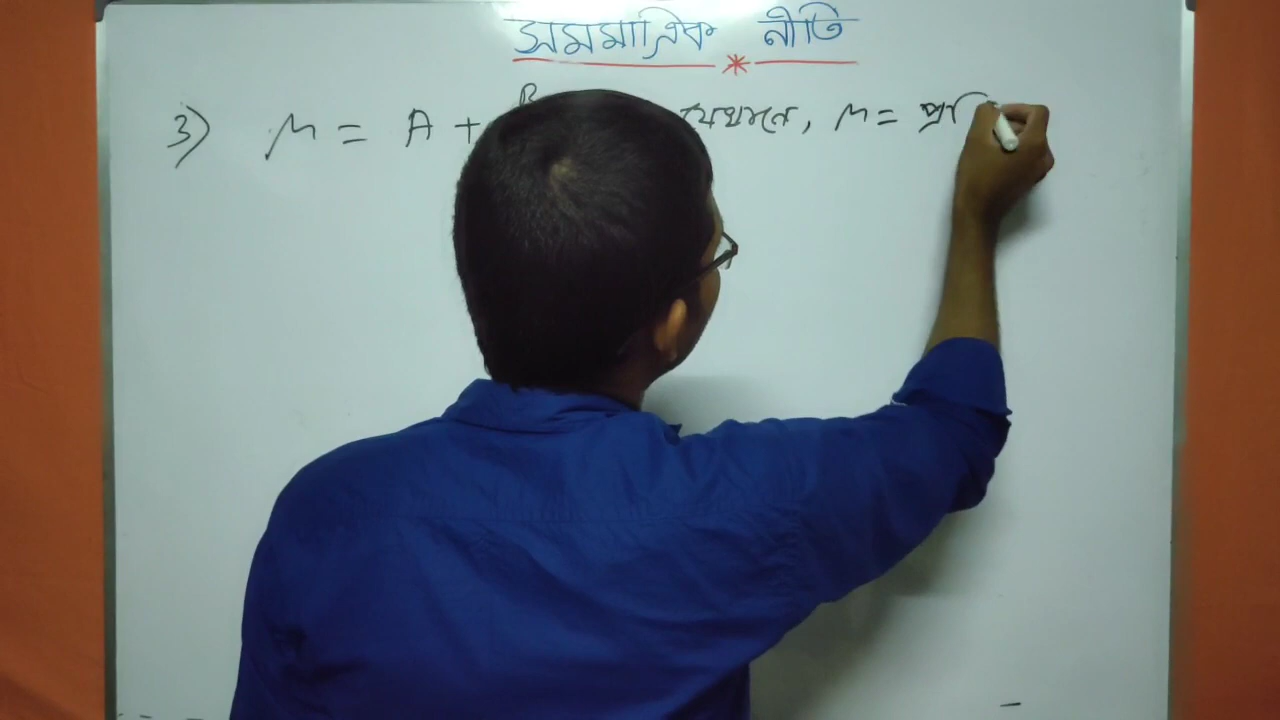 সমমাত্রিক * নীতি
3) μ = A + B যেখানে, μ = প্র